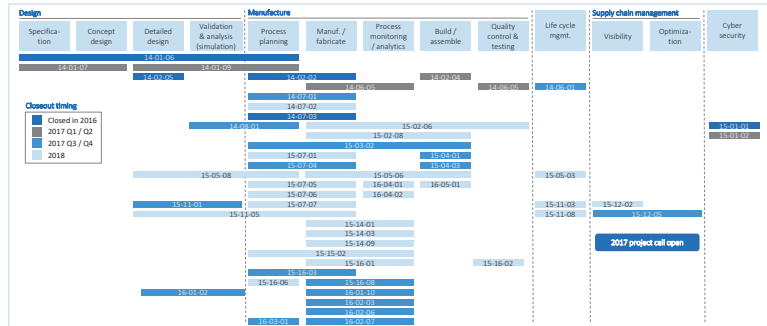 Design
Manufacture
Supply chain management
Specifica-
tion
Concept
design
Detailed
design
Validation
& analysis
(simulation)
Process
planning
Manuf. /
fabricate
Process
monitoring
/ analytics
Build /
assemble
Quality
control &
testing
Life cycle
mgmt.
Visibility
Optimiza-
tion
Cyber
security
14-01-06
14-01-07
14-01-09
14-02-05
14-02-02
14-02-04
14-06-05
14-06-05
14-06-01
14-07-01
14-07-02
14-07-03
Closeout timing
Closed in 2016
2017 Q1 / Q2
2017 Q3 / Q4
2018
14-08-01
15-02-06
15-01-01
15-02-08
15-01-02
15-03-02
15-07-01
15-04-01
15-07-04
15-04-03
15-05-08
15-05-06
15-05-03
15-07-05
16-04-01
16-05-01
15-07-06
16-04-02
15-11-01
15-07-07
15-11-03
15-12-02
15-11-05
15-11-08
15-12-05
15-14-01
15-14-03
15-14-09
2017 project call open
15-15-02
15-16-01
15-16-02
15-16-03
15-16-06
15-16-08
16-01-02
16-01-10
16-02-03
16-02-06
16-03-01
16-02-07